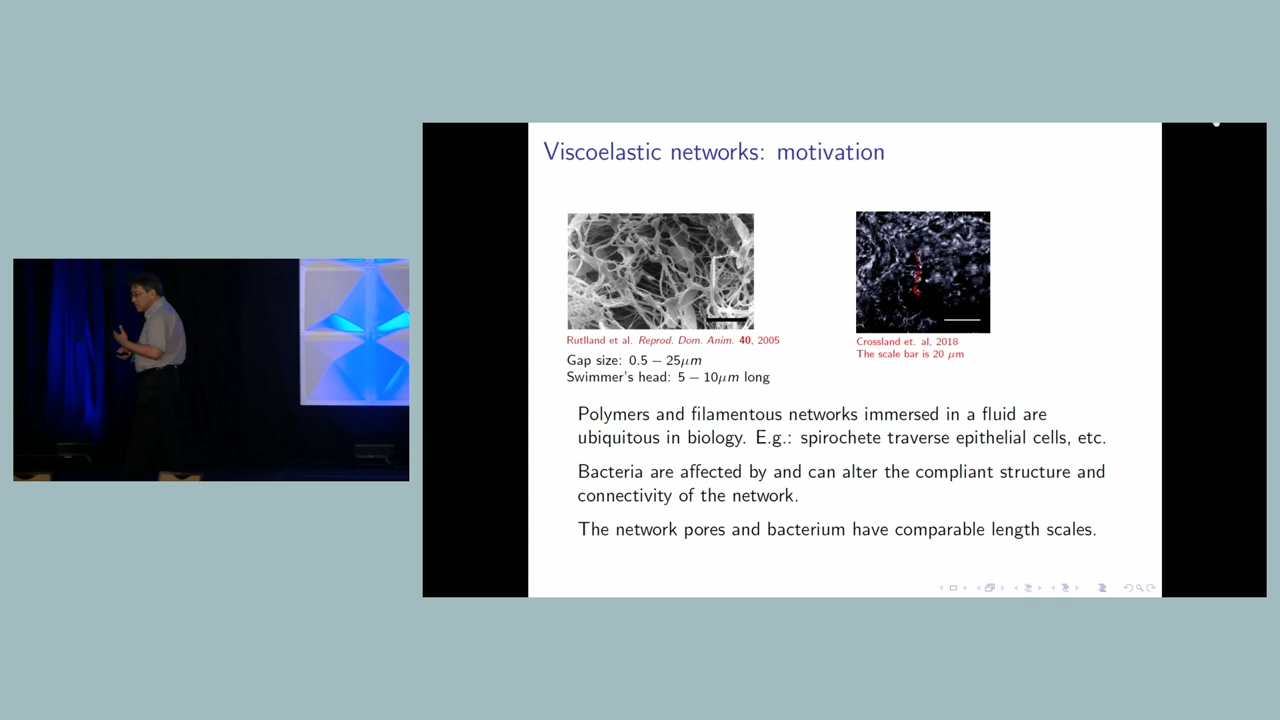 Viscoelastic networks: motivation
Rutlland et al. Reprod. Dom. Anim. 40, 2005
Gap size: 0.5 − 25μm
Swimmer's head: 5 − 10μm long
Crossland et. al, 2018
The scale bar is 20 μm
Polymers and filamentous networks immersed in a fluid are
ubiquitous in biology. E.g.: spirochete traverse epithelial cells, etc.
Bacteria are affected by and can alter the compliant structure and
connectivity of the network.
The network pores and bacterium have comparable length scales.